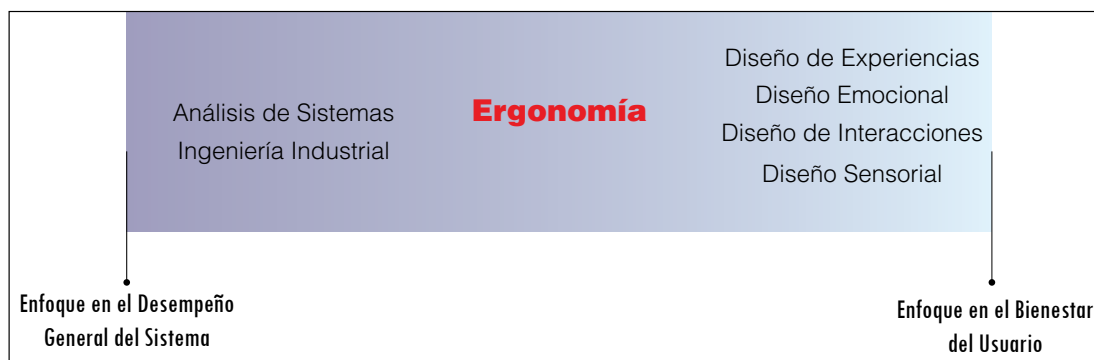 Análisis de Sistemas
Ingeniería Industrial
Ergonomía
Diseño de Experiencias
Diseño Emocional
Diseño de Interacciones
Diseño Sensorial
Enfoque en el Desempeño
General del Sistema
Enfoque en el Bienestar
del Usuario